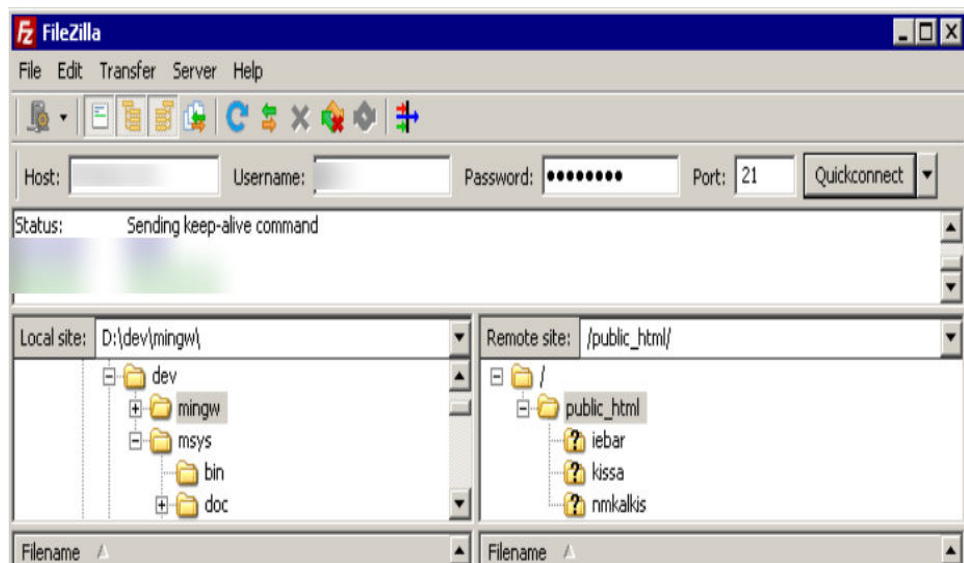 FileZilla
File Edit Transfer Server Help
Host: Username: Password: •••••••• Port: 21 Quickconnect
Status: Sending keep-alive command
Local site: D:\dev\mingw\ Remote site: /public_html/
dev /
mingw public_html
msys iebar
bin kissa
doc nmkalkis
Filename Filename